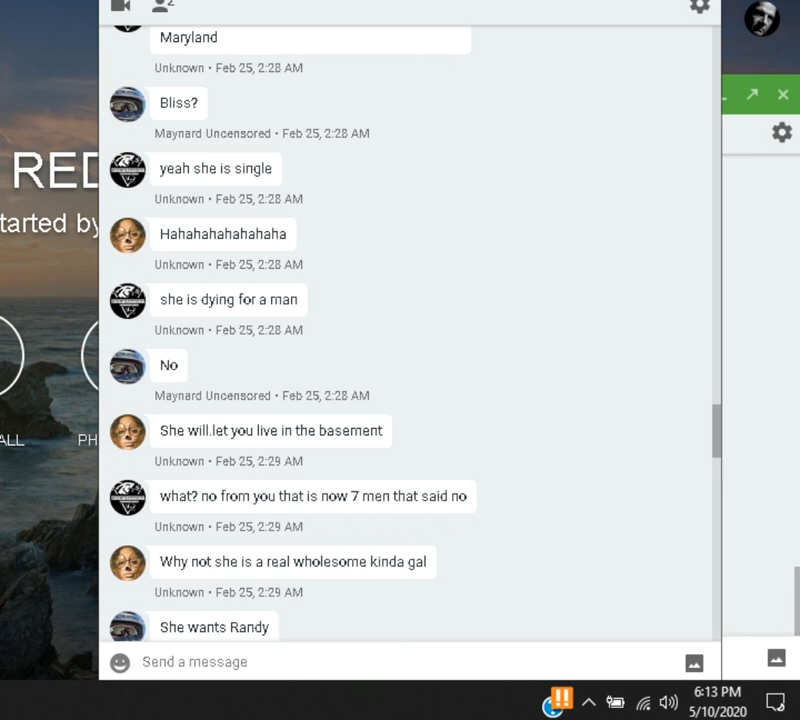 2
Maryland
Unknown • Feb 25, 2:28 AM
Bliss?
Maynard Uncensored • Feb 25, 2:28 AM
yeah she is single
Unknown • Feb 25, 2:28 AM
Hahahahahahahaha
Unknown • Feb 25, 2:28 AM
she is dying for a man
Unknown • Feb 25, 2:28 AM
No
Maynard Uncensored • Feb 25, 2:28 AM
She will.let you live in the basement
Unknown • Feb 25, 2:29 AM
what? no from you that is now 7 men that said no
Unknown • Feb 25, 2:29 AM
Why not she is a real wholesome kinda gal
Unknown • Feb 25, 2:29 AM
She wants Randy
Send a message
RED
tarted by
ALL
PH
6:13 PM
5/10/2020